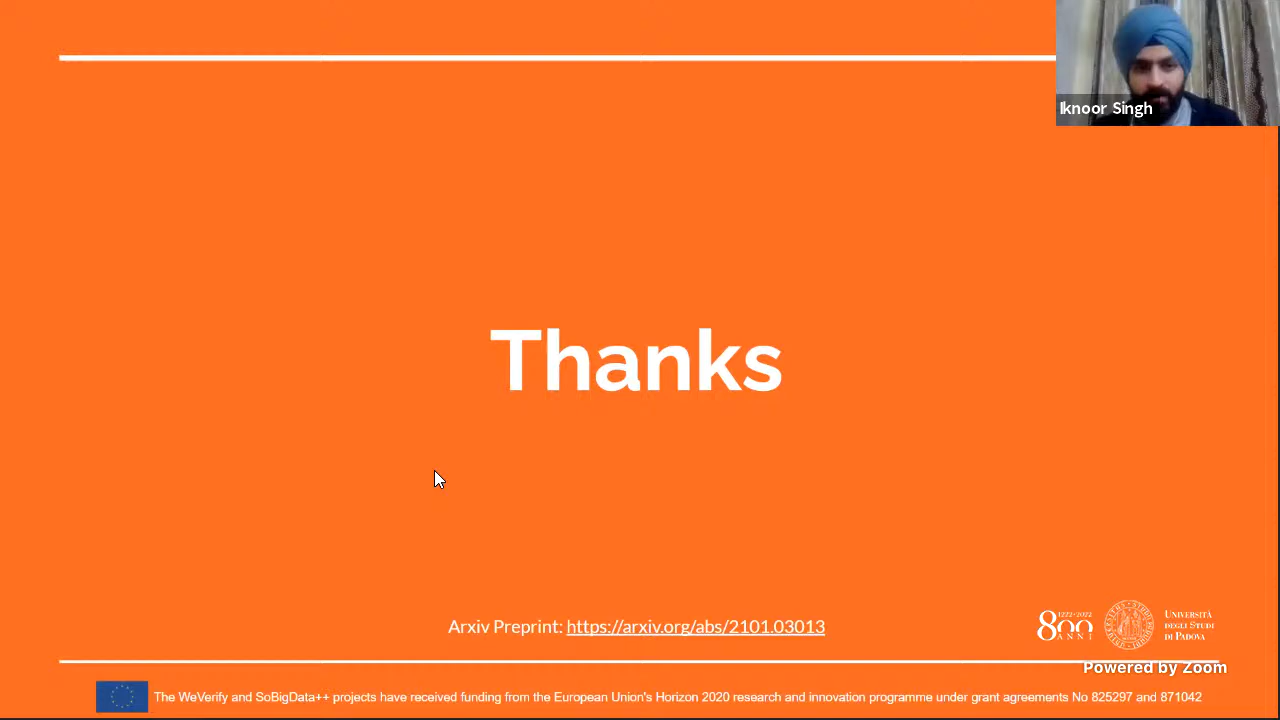 Iknoor Singh
Thanks
Arxiv Preprint: https://arxiv.org/abs/2101.03013
1222·2022
800
ANNI
UNIVERSITÀ
DEGLI STUDI
DI PADOVA
Powered by Zoom
The WeVerify and SoBigData++ projects have received funding from the European Union's Horizon 2020 research and innovation programme under grant agreements No 825297 and 871042